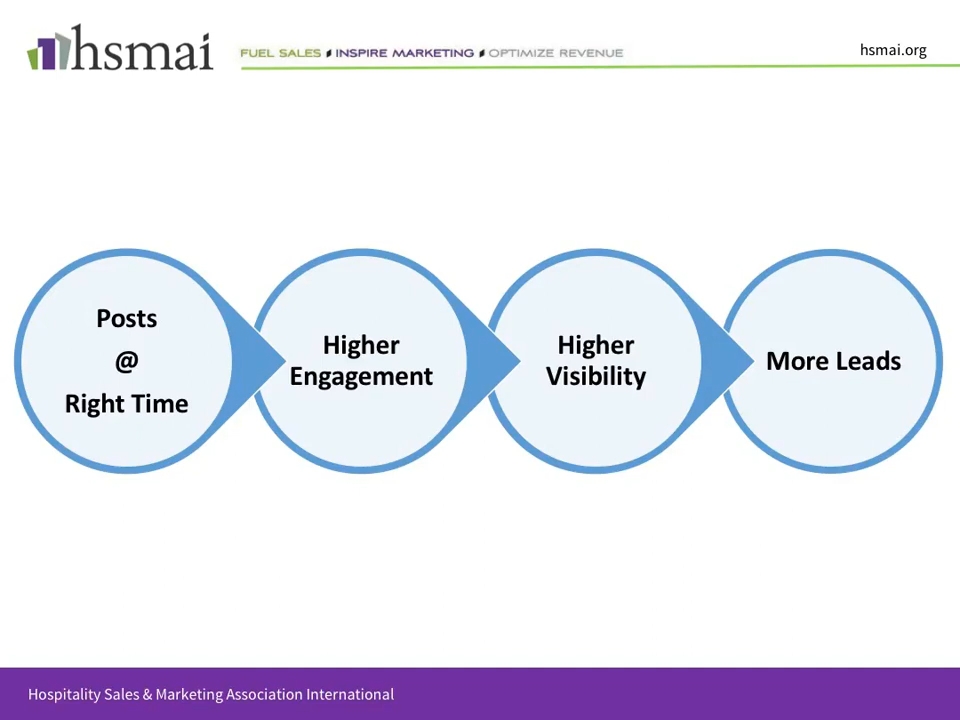 hsmai
FUEL SALES INSPIRE MARKETING OPTIMIZE REVENUE
hsmai.org
Posts
@
Right Time
Higher
Engagement
Higher
Visibility
More Leads
Hospitality Sales & Marketing Association International